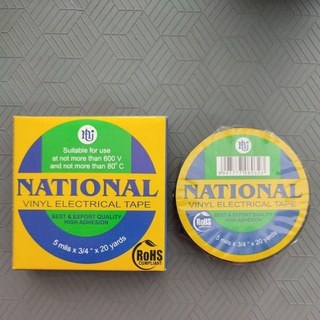 Suitable for use
at not more than 600 V
and not more than 80° C
NATIONAL
VINYL ELECTRICAL TAPE
BEST & EXPORT QUALITY
HIGH ADHESION
5 mils x 3/4 " x 20 yards
RoHS
COMPLIANT
NATIONAL
VINYL ELECTRICAL TAPE
BEST & EXPORT QUALITY
HIGH ADHESION
5 mils x 3/4 " x 20 yards
RoHS
COMPLIANT